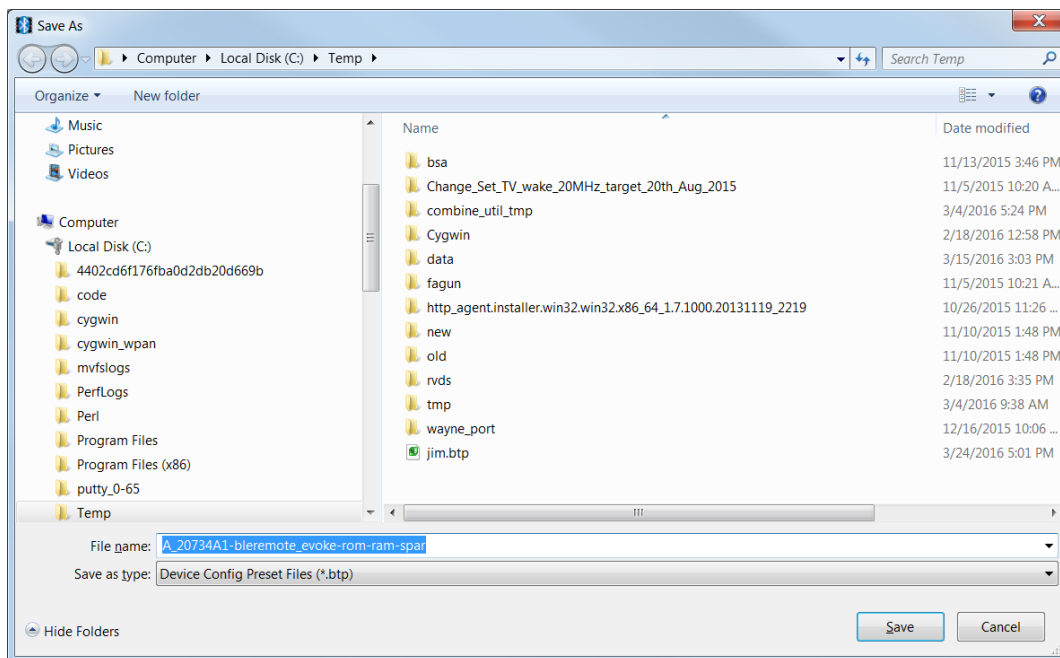 Save As
Computer Local Disk (C:) Temp
Search Temp
Organize New folder
Music
Pictures
Videos
Computer
Local Disk (C:)
4402cd6f176fba0d2db20d669b
code
cygwin
cygwin_wpan
mvfslogs
PerfLogs
Perl
Program Files
Program Files (x86)
putty_0-65
Temp
Name Date modified
bsa 11/13/2015 3:46 PM
Change_Set_TV_wake_20MHz_target_20th_Aug_2015 11/5/2015 10:20 A...
combine_util_tmp 3/4/2016 5:24 PM
Cygwin 2/18/2016 12:58 PM
data 3/15/2016 3:03 PM
fagun 11/5/2015 10:21 A...
http_agent.installer.win32.win32.x86_64_1.7.1000.20131119_2219 10/26/2015 11:26 ...
new 11/10/2015 1:48 PM
old 11/10/2015 1:48 PM
rvds 2/18/2016 3:35 PM
tmp 3/4/2016 9:38 AM
wayne_port 12/16/2015 10:06 ...
jim.btp 3/24/2016 5:01 PM
File name: A_20734A1-bleremote_evoke-rom-ram-spar
Save as type: Device Config Preset Files (*.btp)
Hide Folders
Save Cancel